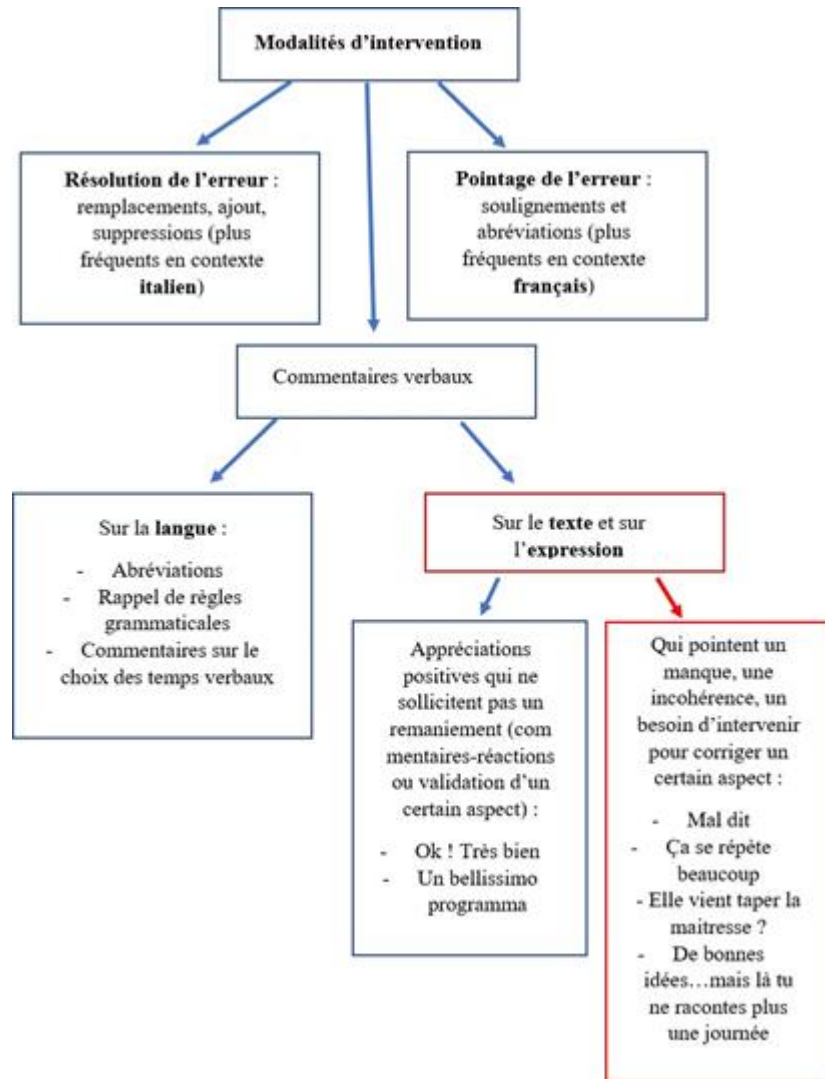 Modalités d'intervention
Résolution de l'erreur :
remplacements, ajout,
suppressions (plus
fréquents en contexte
italien)
Pointage de l'erreur :
soulignements et
abréviations (plus
fréquents en contexte
français)
Commentaires verbaux
Sur la langue :
- Abréviations
- Rappel de règles
grammaticales
- Commentaires sur le
choix des temps verbaux
Sur le texte et sur
l'expression
Appréciations
positives qui ne
sollicitent pas un
remaniement (com
mentaires-réactions
ou validation d'un
certain aspect) :
- Ok ! Très bien
- Un bellissimo
programma
Qui pointent un
manque, une
incohérence, un
besoin d'intervenir
pour corriger un
certain aspect :
- Mal dit
- Ça se répète
beaucoup
- Elle vient taper la
maitresse ?
- De bonnes
idées…mais là tu
ne racontes plus
une journée